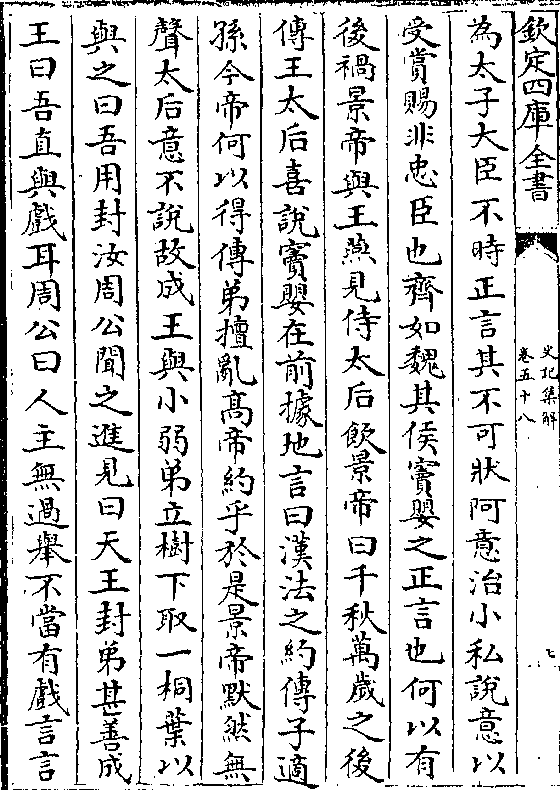 欽定四庫全書
史記集解
卷五十八
七
為太子大臣不時正言其不可狀阿意治小私說意以
受賞賜非忠臣也齊如魏其侯竇嬰之正言也何以有
後禍景帝與王燕見侍太后飲景帝曰千秋萬歲之後
傳王太后喜說竇嬰在前據地言曰漢法之約傳子適
孫今帝何以得傳弟擅亂髙帝約乎於是景帝默然無
聲太后意不說故成王與小弱弟立樹下取一桐葉以
與之曰吾用封汝周公聞之進見曰天王封弟甚善成
王曰吾直與戲耳周公曰人主無過舉不當有戲言言